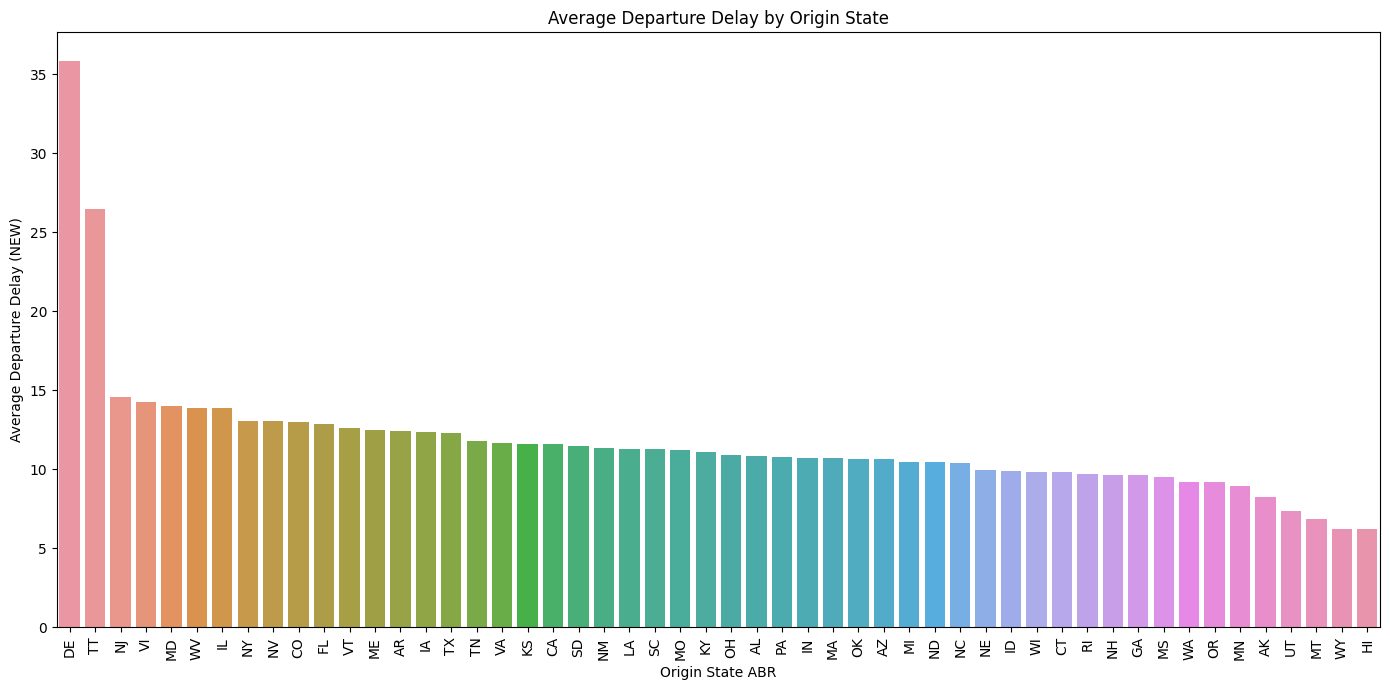 Average Departure Delay by Origin State
Average Departure Delay (NEW)
35
30
25
20
15
10
5
0
DE TT NJ VI MD WV IL NY NV CO FL VT ME AR IA TX TN VA KS CA SD NM LA SC MO KY OH AL PA IN MA OK AZ MI ND NC NE ID WI CT RI NH GA MS WA OR MN AK UT MT WY HI
Origin State ABR